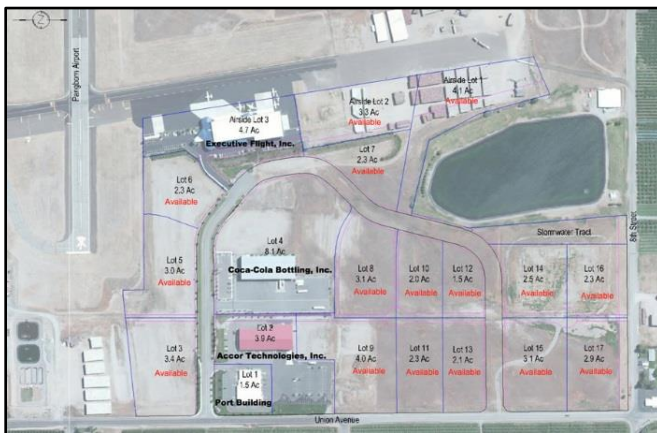 Z
Pangborn Airport
Airside Lot 3
4.7 Ac
Executive Flight, Inc.
Airside Lot 2
3.3 Ac
Available
Airside Lot 1
4.1 Ac
Available
Lot 7
2.3 Ac
Available
Lot 6
2.3 Ac
Available
Lot 5
3.0 Ac
Available
Lot 4
8.1 Ac
Coca-Cola Bottling, Inc.
Lot 8
3.1 Ac
Available
Lot 10
2.0 Ac
Available
Lot 12
1.5 Ac
Available
Stormwater Tract
Lot 14
2.5 Ac
Available
Lot 16
2.3 Ac
Available
8th Street
Lot 3
3.4 Ac
Available
Lot 2
3.9 Ac
Accor Technologies, Inc.
Lot 1
1.5 Ac
Port Building
Lot 9
4.0 Ac
Available
Lot 11
2.3 Ac
Available
Lot 13
2.1 Ac
Available
Lot 15
3.1 Ac
Available
Lot 17
2.9 Ac
Available
Union Avenue